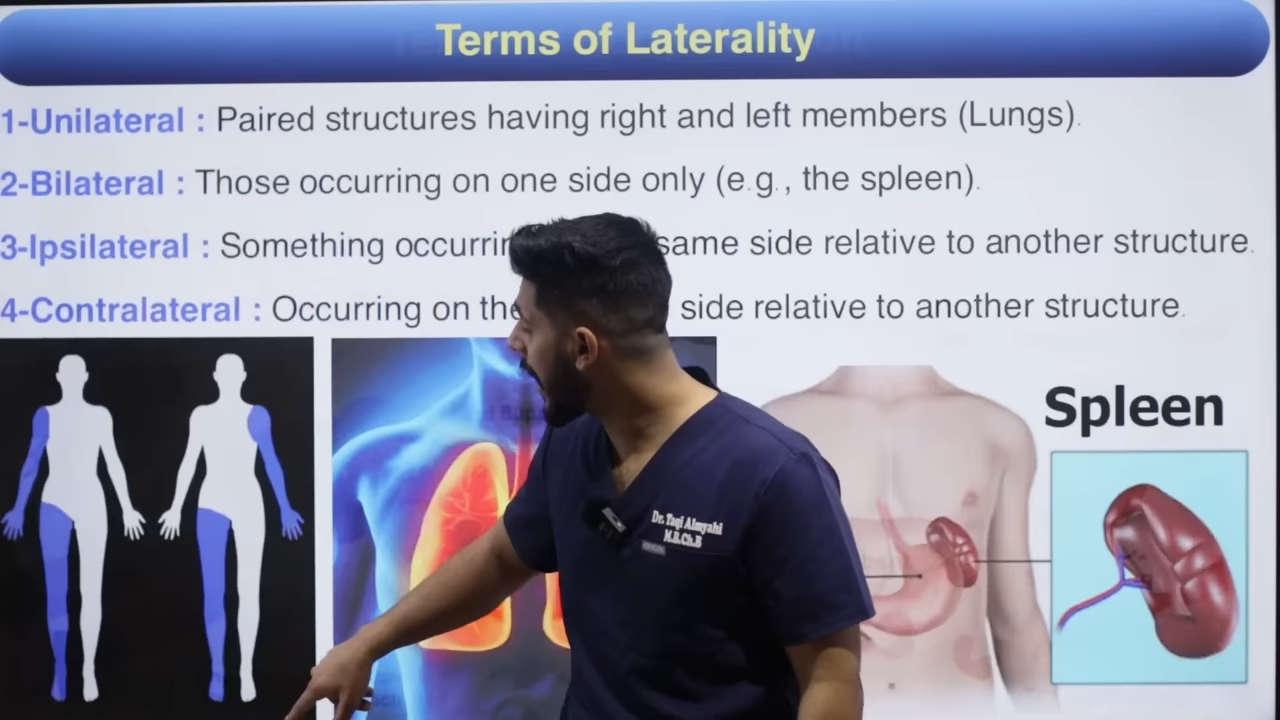 Terms of Laterality
1-Unilateral : Paired structures having right and left members (Lungs).
2-Bilateral : Those occurring on one side only (e.g., the spleen).
3-Ipsilateral : Something same side relative to another structure.
4-Contralateral : Occurring on side relative to another structure.
Spleen
Dr. Taqi Almyahi
M.B.Ch.B